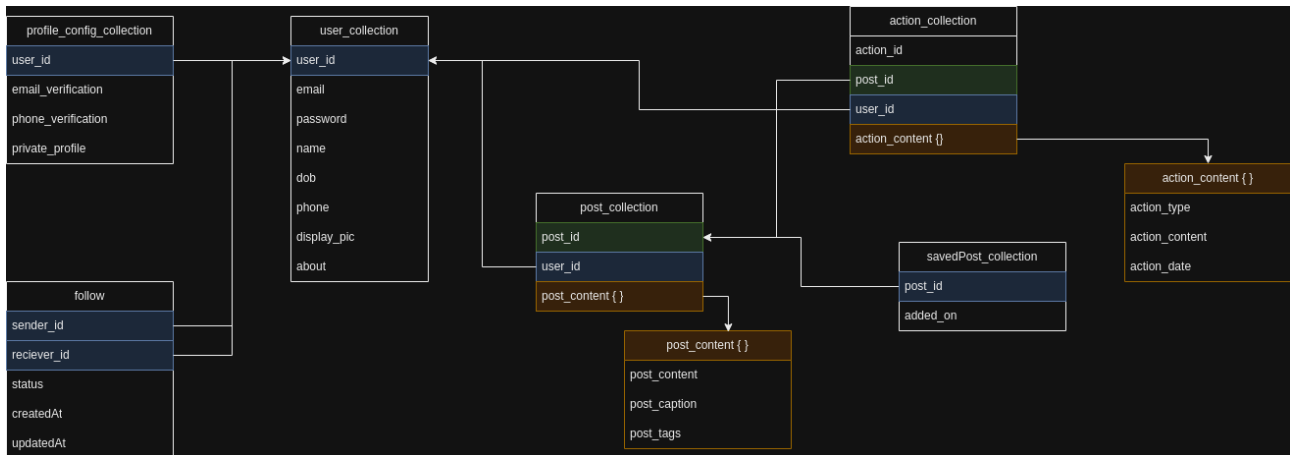 profile_config_collection
user_id
email_verification
phone_verification
private_profile
user_collection
user_id
email
password
name
dob
phone
display_pic
about
action_collection
action_id
post_id
user_id
action_content {}
action_content { }
action_type
action_content
action_date
post_collection
post_id
user_id
post_content { }
post_content { }
post_content
post_caption
post_tags
savedPost_collection
post_id
added_on
follow
sender_id
reciever_id
status
createdAt
updatedAt